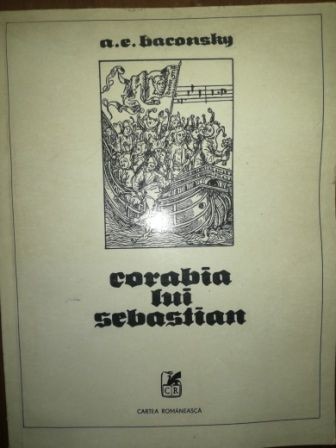 a.e. baconsky
corabia
lui
sebastian
CR
CARTEA ROMÂNEASCĂ